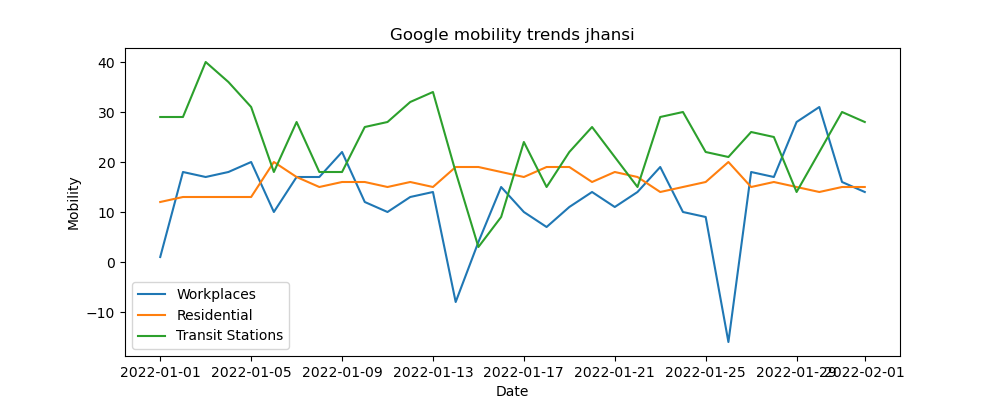 Google mobility trends jhansi
40
30
20
10
0
−10
Mobility
Workplaces
Residential
Transit Stations
2022-01-01 2022-01-05 2022-01-09 2022-01-13 2022-01-17 2022-01-21 2022-01-25 2022-01-29 2022-02-01
Date